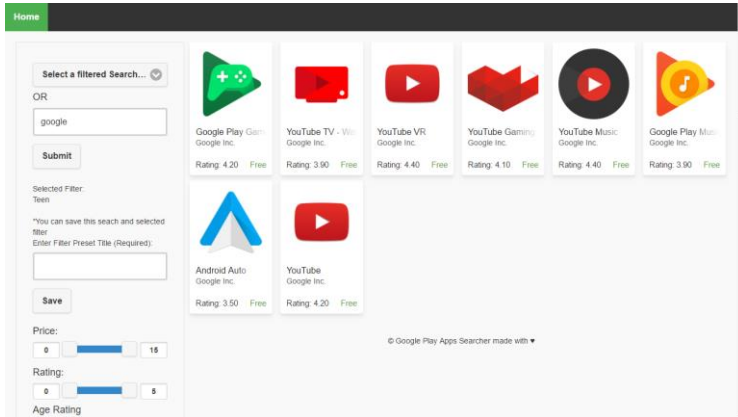 Home
Select a filtered Search...
OR
google
Submit
Selected Filter:
Teen
*You can save this seach and selected
filter
Enter Filter Preset Title (Required):
Save
Price:
0 15
Rating:
0 5
Age Rating
Google Play Gam
Google Inc.
Rating: 4.20 Free
YouTube TV - Wa
Google Inc.
Rating: 3.90 Free
YouTube VR
Google Inc.
Rating: 4.40 Free
YouTube Gaming
Google Inc.
Rating: 4.10 Free
YouTube Music
Google Inc.
Rating: 4.40 Free
Google Play Mus
Google Inc.
Rating: 3.90 Free
Android Auto
Google Inc.
Rating: 3.50 Free
YouTube
Google Inc.
Rating: 4.20 Free
© Google Play Apps Searcher made with ♥